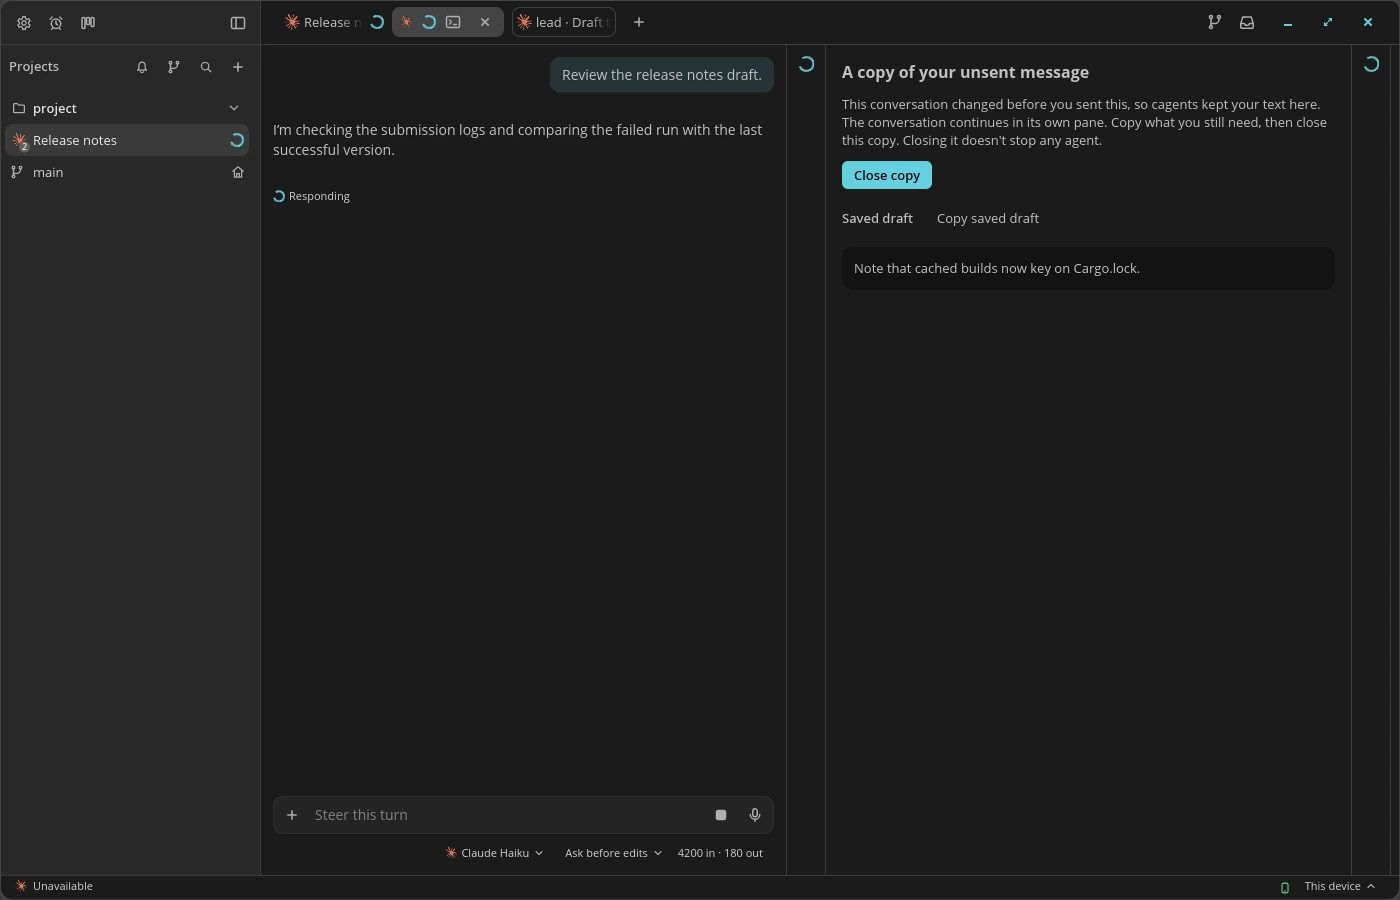 Release n
lead · Draft t
Projects
project
2
Release notes
main
Review the release notes draft.
I'm checking the submission logs and comparing the failed run with the last
successful version.
Responding
Steer this turn
Claude Haiku
Ask before edits
4200 in · 180 out
A copy of your unsent message
This conversation changed before you sent this, so cagents kept your text here.
The conversation continues in its own pane. Copy what you still need, then close
this copy. Closing it doesn't stop any agent.
Close copy
Saved draft
Copy saved draft
Note that cached builds now key on Cargo.lock.
Unavailable
This device